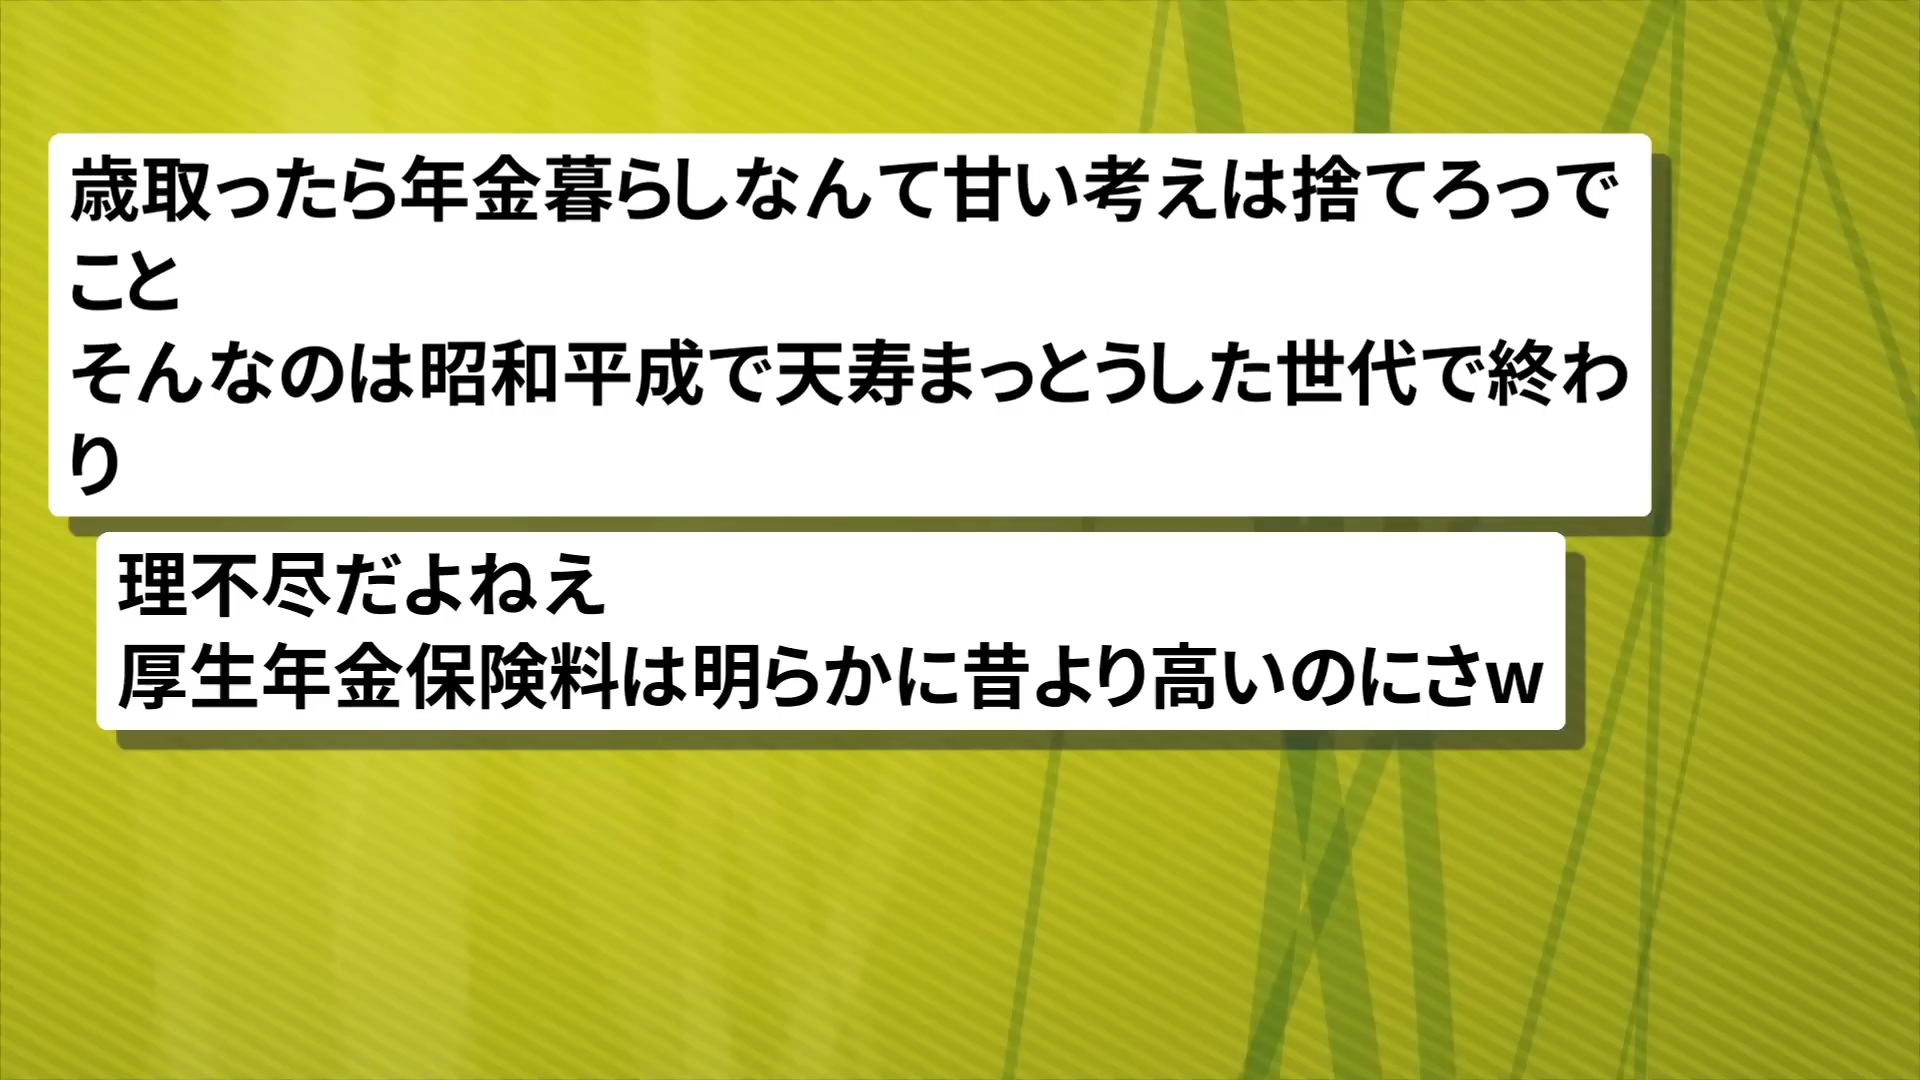 歳取ったら年金暮らしなんて甘い考えは捨てろっで
こと
そんなのは昭和平成で天寿まっとうした世代で終わ
り
理不尽だよねえ
厚生年金保険料は明らかに昔より高いのにさw